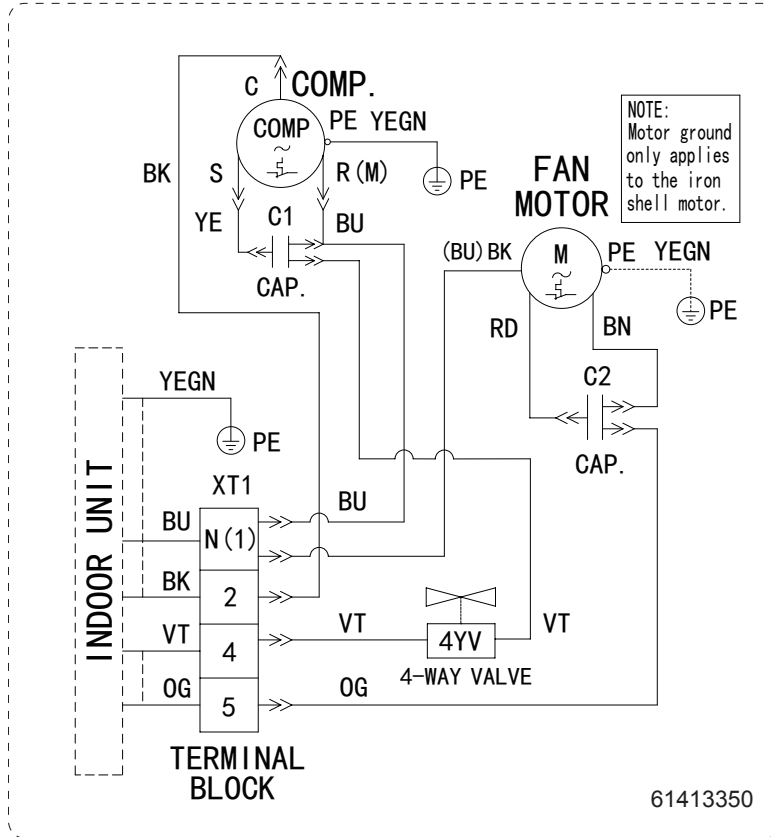 C COMP.
COMP
PE YEGN
BK
S
R(M)
PE
YE
C1
BU
CAP.
NOTE:
Motor ground
only applies
to the iron
shell motor.
FAN
MOTOR
(BU)BK
M
PE YEGN
PE
RD
BN
C2
CAP.
YEGN
PE
XT1
INDOOR UNIT
BU
N(1)
BU
BK
2
VT
4
VT
4YV
VT
4-WAY VALVE
OG
5
OG
TERMINAL
BLOCK
61413350